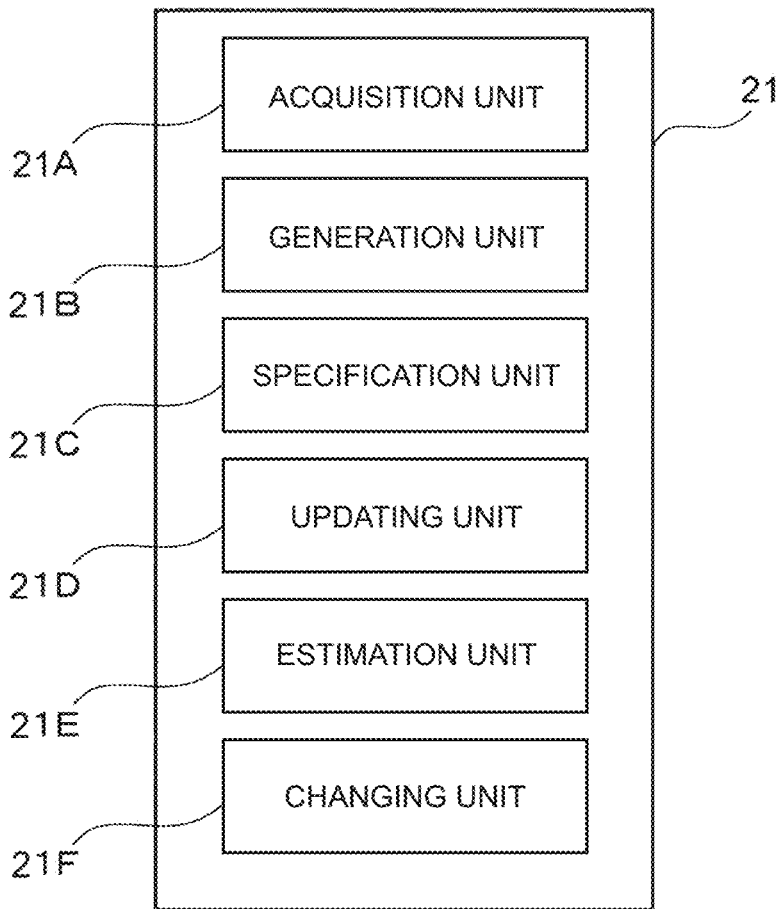 21
ACQUISITION UNIT
21A
GENERATION UNIT
21B
SPECIFICATION UNIT
21C
UPDATING UNIT
21D
ESTIMATION UNIT
21E
CHANGING UNIT
21F